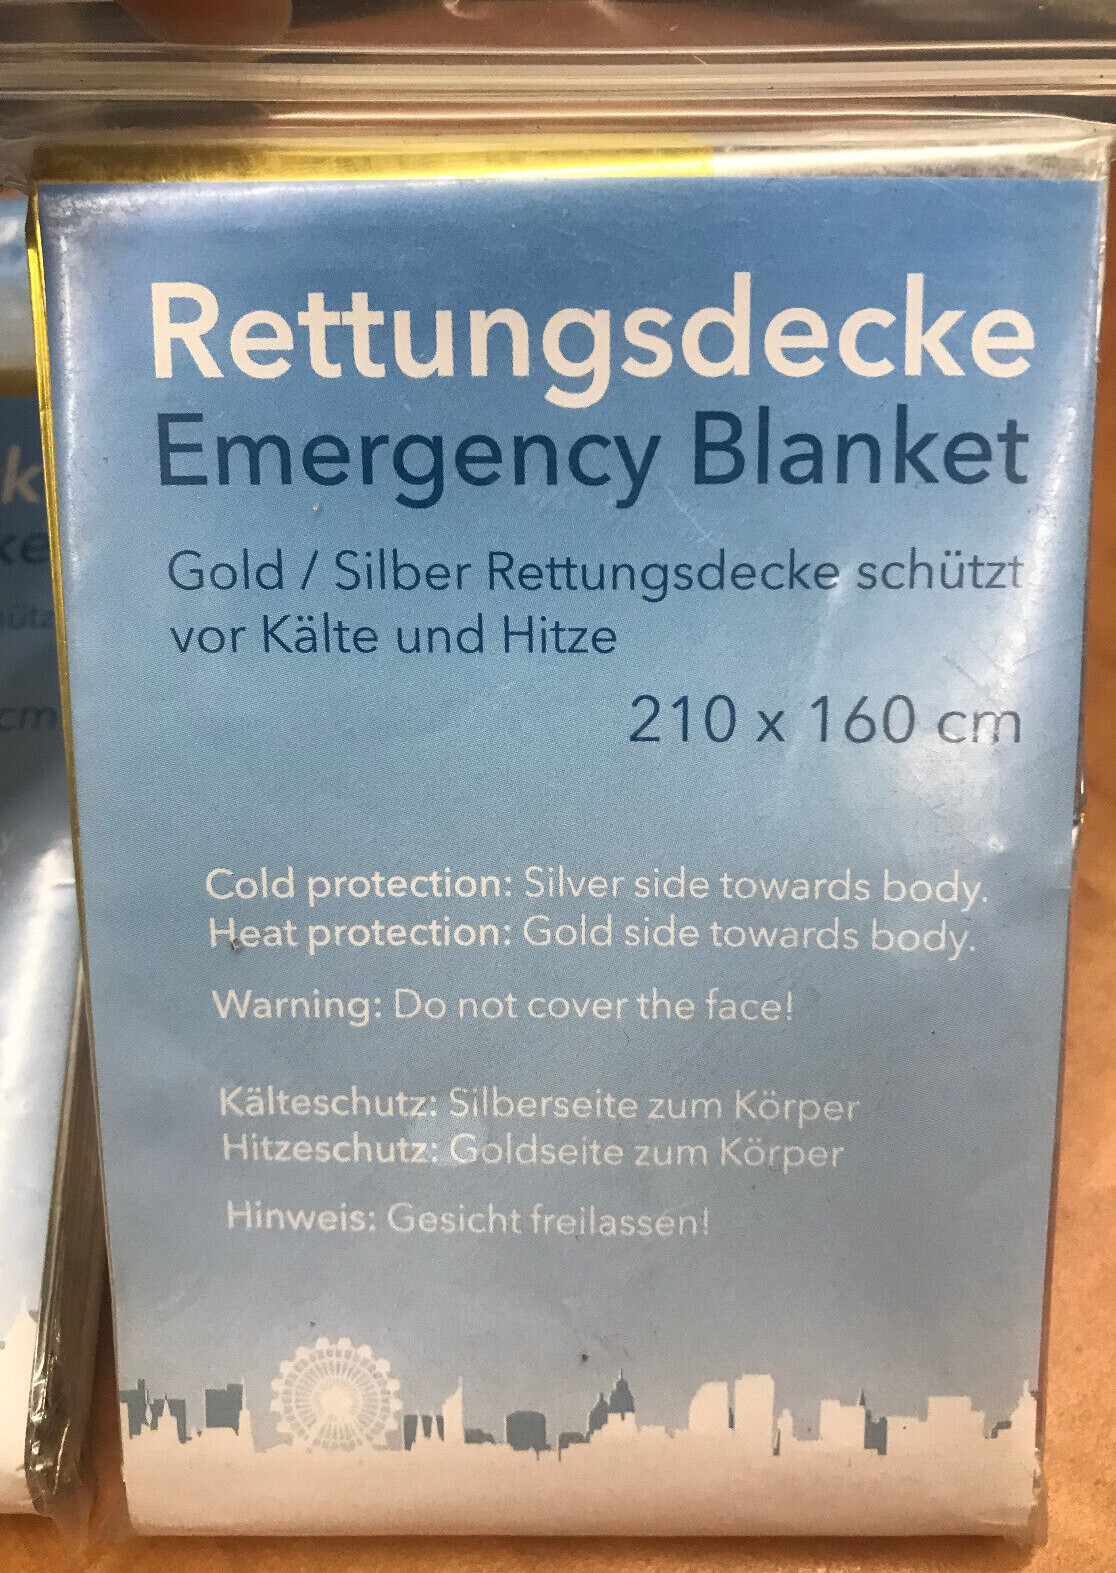 Rettungsdecke
Emergency Blanket
Gold / Silber Rettungsdecke schützt
vor Kälte und Hitze
210 x 160 cm
Cold protection: Silver side towards body.
Heat protection: Gold side towards body.
Warning: Do not cover the face!
Kälteschutz: Silberseite zum Körper
Hitzeschutz: Goldseite zum Körper
Hinweis: Gesicht freilassen!
cm